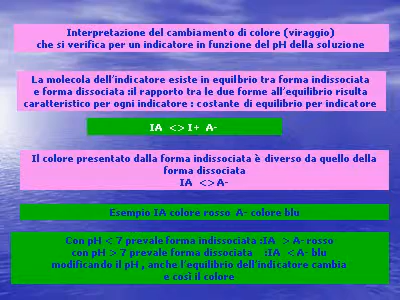 Interpretazione del cambiamento di colore (viraggio)
che si verifica per un indicatore in funzione del pH della soluzione
La molecola dell'indicatore esiste in equilbrio tra forma indissociata
e forma dissociata :il rapporto tra le due forme all'equilibrio risulta
caratteristico per ogni indicatore : costante di equilibrio per indicatore
IA <> I+ A-
Il colore presentato dalla forma indissociata è diverso da quello della
forma dissociata
IA <> A-
Esempio IA colore rosso A- colore blu
Con pH < 7 prevale forma indissociata :IA > A- rosso
con pH > 7 prevale forma dissociata :IA < A- blu
modificando il pH , anche l'equilibrio dell'indicatore cambia
e così il colore